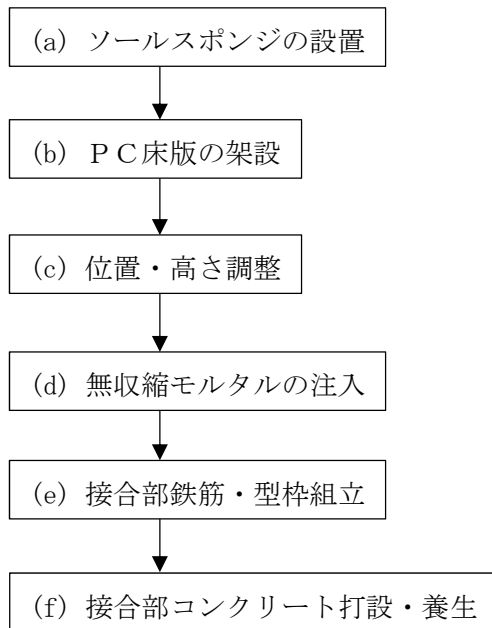 (a) ソールスポンジの設置
(b) ＰＣ床版の架設
(c) 位置・高さ調整
(d) 無収縮モルタルの注入
(e) 接合部鉄筋・型枠組立
(f) 接合部コンクリート打設・養生